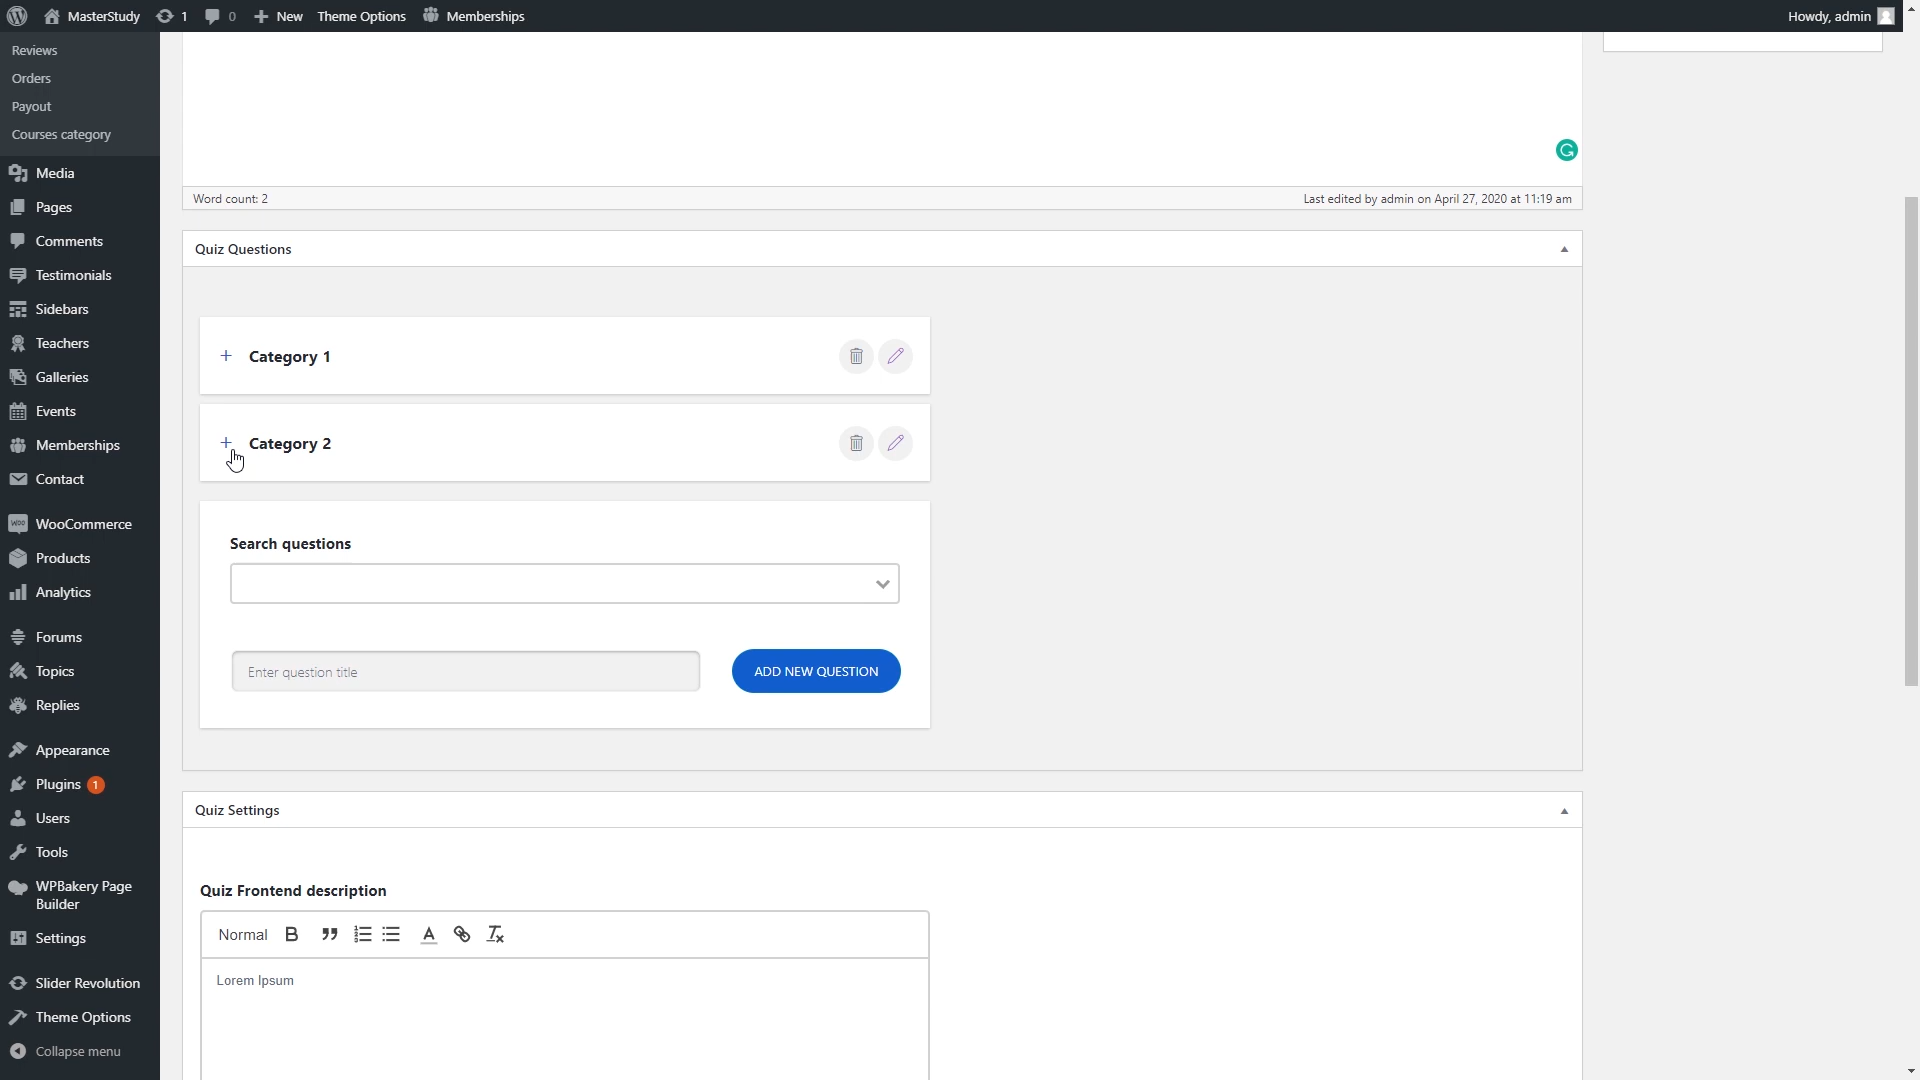 MasterStudy 1 0 New Theme Options Memberships Howdy, admin
Reviews
Orders
Payout
Courses category
Media
Pages
Comments
Testimonials
Sidebars
Teachers
Galleries
Events
Memberships
Contact
WooCommerce
Products
Analytics
Forums
Topics
Replies
Appearance
Plugins 1
Users
Tools
WPBakery Page
Builder
Settings
Slider Revolution
Theme Options
Collapse menu
Word count: 2 Last edited by admin on April 27, 2020 at 11:19 am
Quiz Questions
+ Category 1
+ Category 2
Search questions
Enter question title ADD NEW QUESTION
Quiz Settings
Quiz Frontend description
Normal B
Lorem Ipsum